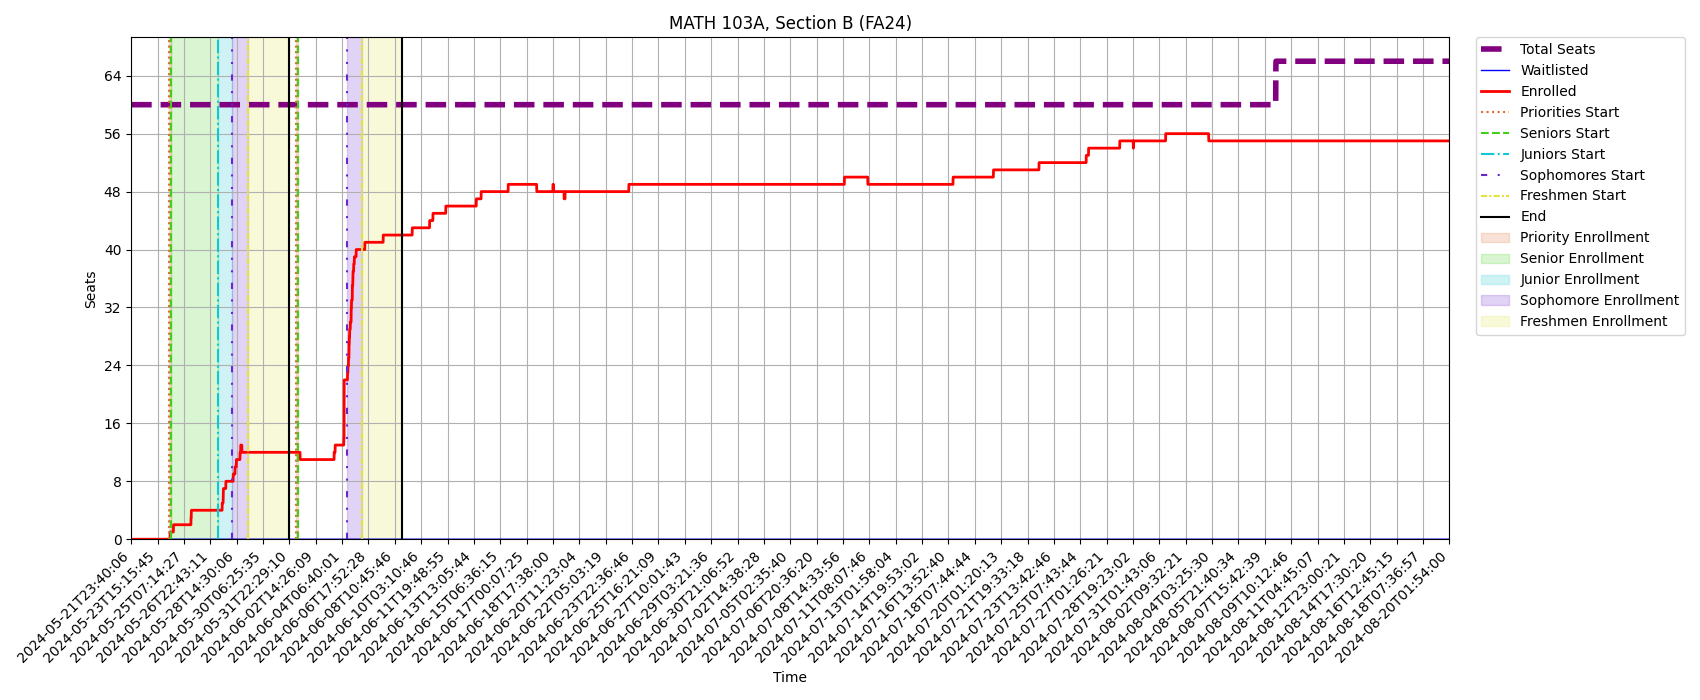 MATH 103A, Section B (FA24)
Total Seats
Waitlisted
Enrolled
Priorities Start
Seniors Start
Juniors Start
Sophomores Start
Freshmen Start
End
Priority Enrollment
Senior Enrollment
Junior Enrollment
Sophomore Enrollment
Freshmen Enrollment
Seats
64
56
48
40
32
24
16
8
0
2024-05-21T23:40:06
2024-05-23T15:15:45
2024-05-25T07:14:27
2024-05-26T22:43:11
2024-05-28T14:30:06
2024-05-30T06:25:35
2024-05-31T22:29:10
2024-06-02T14:26:09
2024-06-04T06:40:01
2024-06-06T17:52:28
2024-06-08T10:45:46
2024-06-10T03:10:46
2024-06-11T19:48:55
2024-06-13T13:05:44
2024-06-15T06:36:15
2024-06-17T00:07:25
2024-06-18T17:38:00
2024-06-20T11:23:04
2024-06-22T05:03:19
2024-06-23T22:36:46
2024-06-25T16:21:09
2024-06-27T10:01:43
2024-06-29T03:21:36
2024-06-30T21:06:52
2024-07-02T14:38:28
2024-07-05T02:35:40
2024-07-06T20:36:20
2024-07-08T14:33:56
2024-07-11T08:07:46
2024-07-13T01:58:04
2024-07-14T19:53:02
2024-07-16T13:52:40
2024-07-18T07:44:44
2024-07-20T01:20:13
2024-07-21T19:33:18
2024-07-23T13:42:46
2024-07-25T07:43:44
2024-07-27T01:26:21
2024-07-28T19:23:02
2024-07-31T01:43:06
2024-08-02T09:32:21
2024-08-04T03:25:30
2024-08-05T21:40:34
2024-08-07T15:42:39
2024-08-09T10:12:46
2024-08-11T04:45:07
2024-08-12T23:00:21
2024-08-14T17:30:20
2024-08-16T12:45:15
2024-08-18T07:36:57
2024-08-20T01:54:00
Time